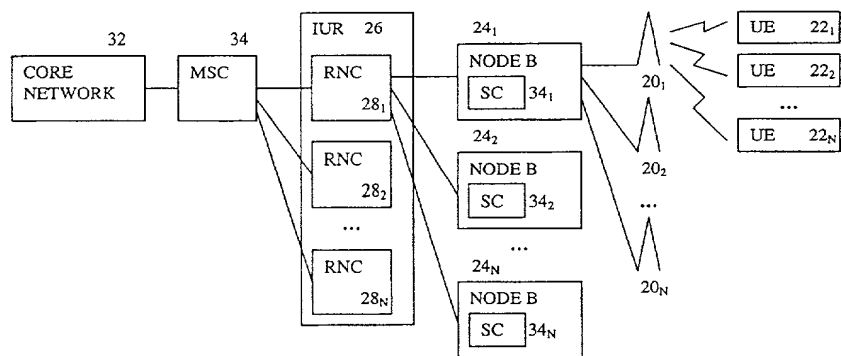 32
CORE
NETWORK
34
MSC
IUR 26
RNC
28₁
RNC
28₂
...
RNC
28N
24₁
NODE B
SC 34₁
24₂
NODE B
SC 34₂
...
24N
NODE B
SC 34N
20₁
20₂
...
20N
UE 22₁
UE 22₂
...
UE 22N